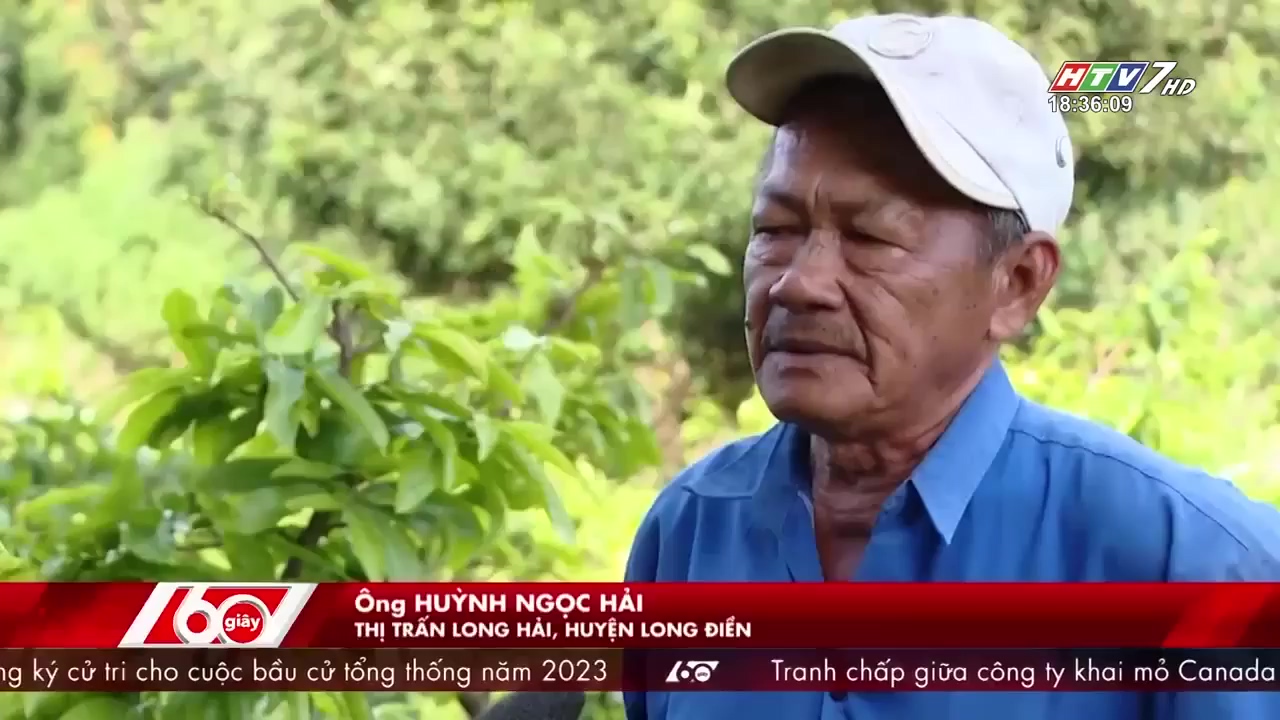 HTV7 HD
18:36:09
60 giây
Ông HUỲNH NGỌC HẢI
THỊ TRẤN LONG HẢI, HUYỆN LONG ĐIỀN
ký cử tri cho cuộc bầu cử tổng thống năm 2023 60 giây Tranh chấp giữa công ty khai mỏ Canada